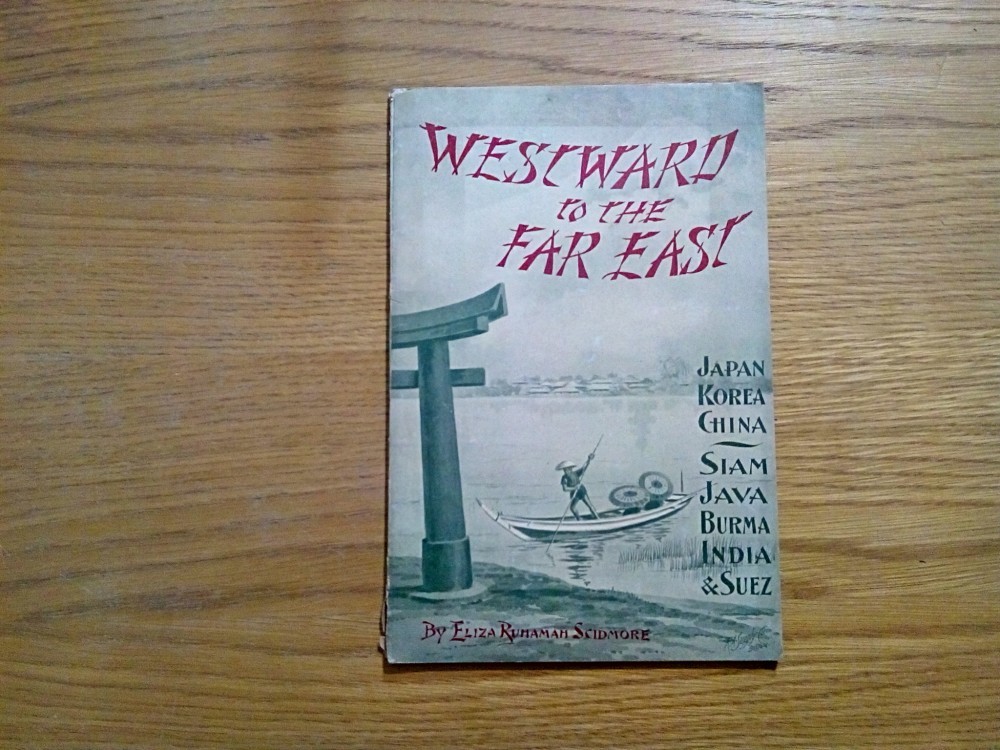 WESTWARD
TO THE
FAR EAST
JAPAN
KOREA
CHINA
SIAM
JAVA
BURMA
INDIA
& SUEZ
By ELIZA RUHAMAH SCIDMORE